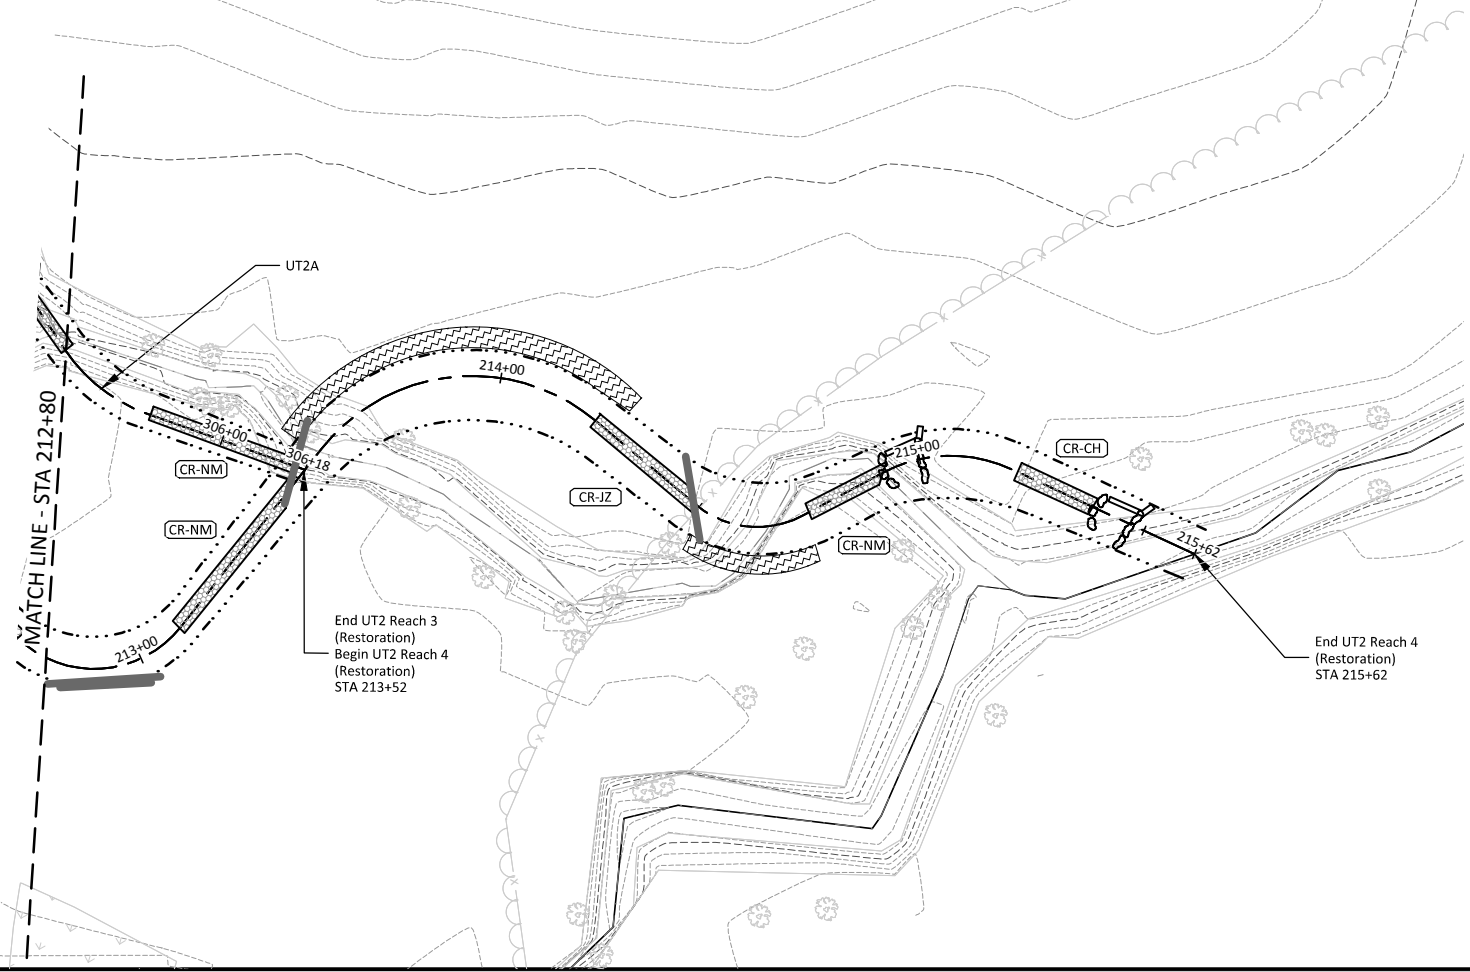 UT2A
MATCH LINE - STA 212+80
214+00
306+00
306+18
CR-NM
215+00
CR-CH
CR-JZ
CR-NM
CR-NM
215+62
213+00
End UT2 Reach 3
(Restoration)
Begin UT2 Reach 4
(Restoration)
STA 213+52
End UT2 Reach 4
(Restoration)
STA 215+62